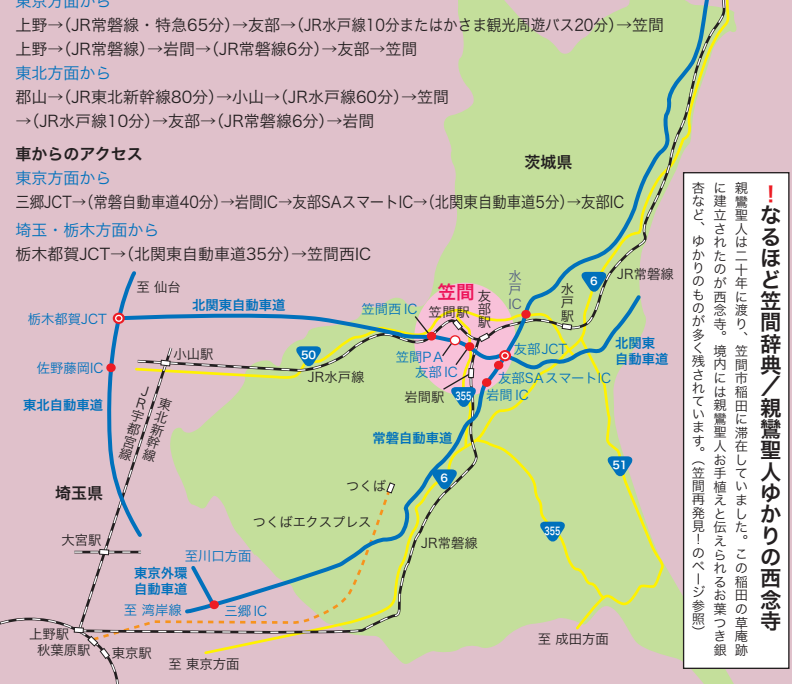 東京方面から
上野→(JR常磐線・特急65分)→友部→(JR水戸線10分またはかさま観光周遊バス20分)→笠間
上野→(JR常磐線)→岩間→(JR常磐線6分)→友部→笠間
東北方面から
郡山→(JR東北新幹線80分)→小山→(JR水戸線60分)→笠間
→(JR水戸線10分)→友部→(JR常磐線6分)→岩間
車からのアクセス
東京方面から
三郷JCT→(常磐自動車道40分)→岩間IC→友部SAスマートIC→(北関東自動車道5分)→友部IC
埼玉・栃木方面から
栃木都賀JCT→(北関東自動車道35分)→笠間西IC
茨城県
!なるほど笠間辞典/親鸞聖人ゆかりの西念寺
親鸞聖人は二十年に渡り、笠間市稲田に滞在していました。この稲田の草庵跡
に建立されたのが西念寺。境内には親鸞聖人お手植えと伝えられるお葉つき銀
杏など、ゆかりのものが多く残されています。(笠間再発見!のページ参照)
至 仙台
北関東自動車道
栃木都賀JCT
佐野藤岡IC
東北自動車道
小山駅
50
JR水戸線
東北新幹線
JR宇都宮線
笠間
笠間西IC
笠間駅
友部駅
水戸IC
水戸駅
6
JR常磐線
笠間PA
友部IC
友部JCT
友部SAスマートIC
岩間IC
岩間駅
355
北関東
自動車道
常磐自動車道
6
51
355
埼玉県
つくば
つくばエクスプレス
JR常磐線
大宮駅
至川口方面
東京外環
自動車道
至 湾岸線
三郷IC
上野駅
秋葉原駅
東京駅
至 東京方面
至 成田方面